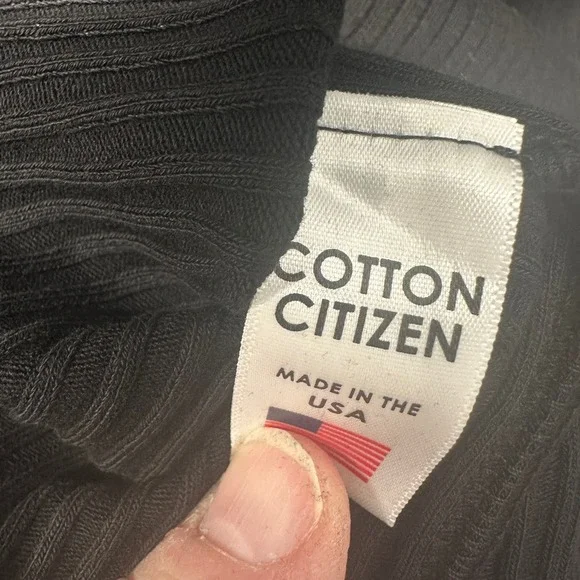 COTTON
CITIZEN
MADE IN THE
USA